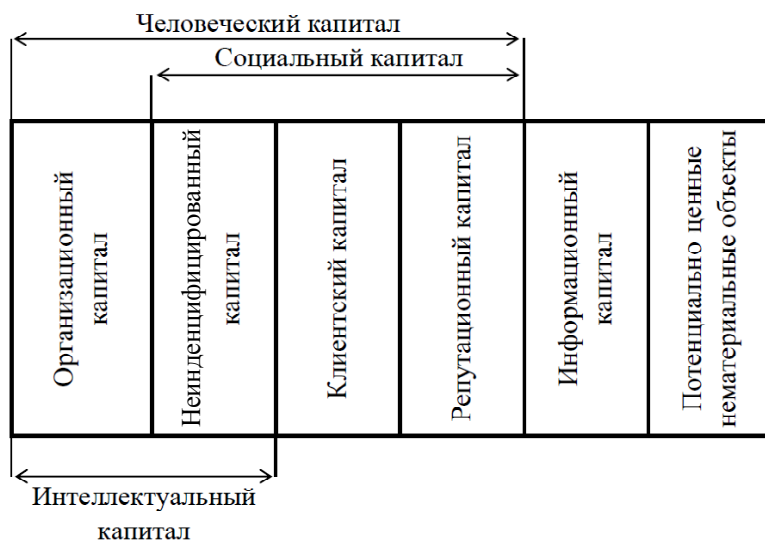 Человеческий капитал
Социальный капитал
Организационный
капитал
Неинденцифицированный
капитал
Клиентский капитал
Репутационный капитал
Информационный
капитал
Потенциально ценные
нематериальные объекты
Интеллектуальный
капитал